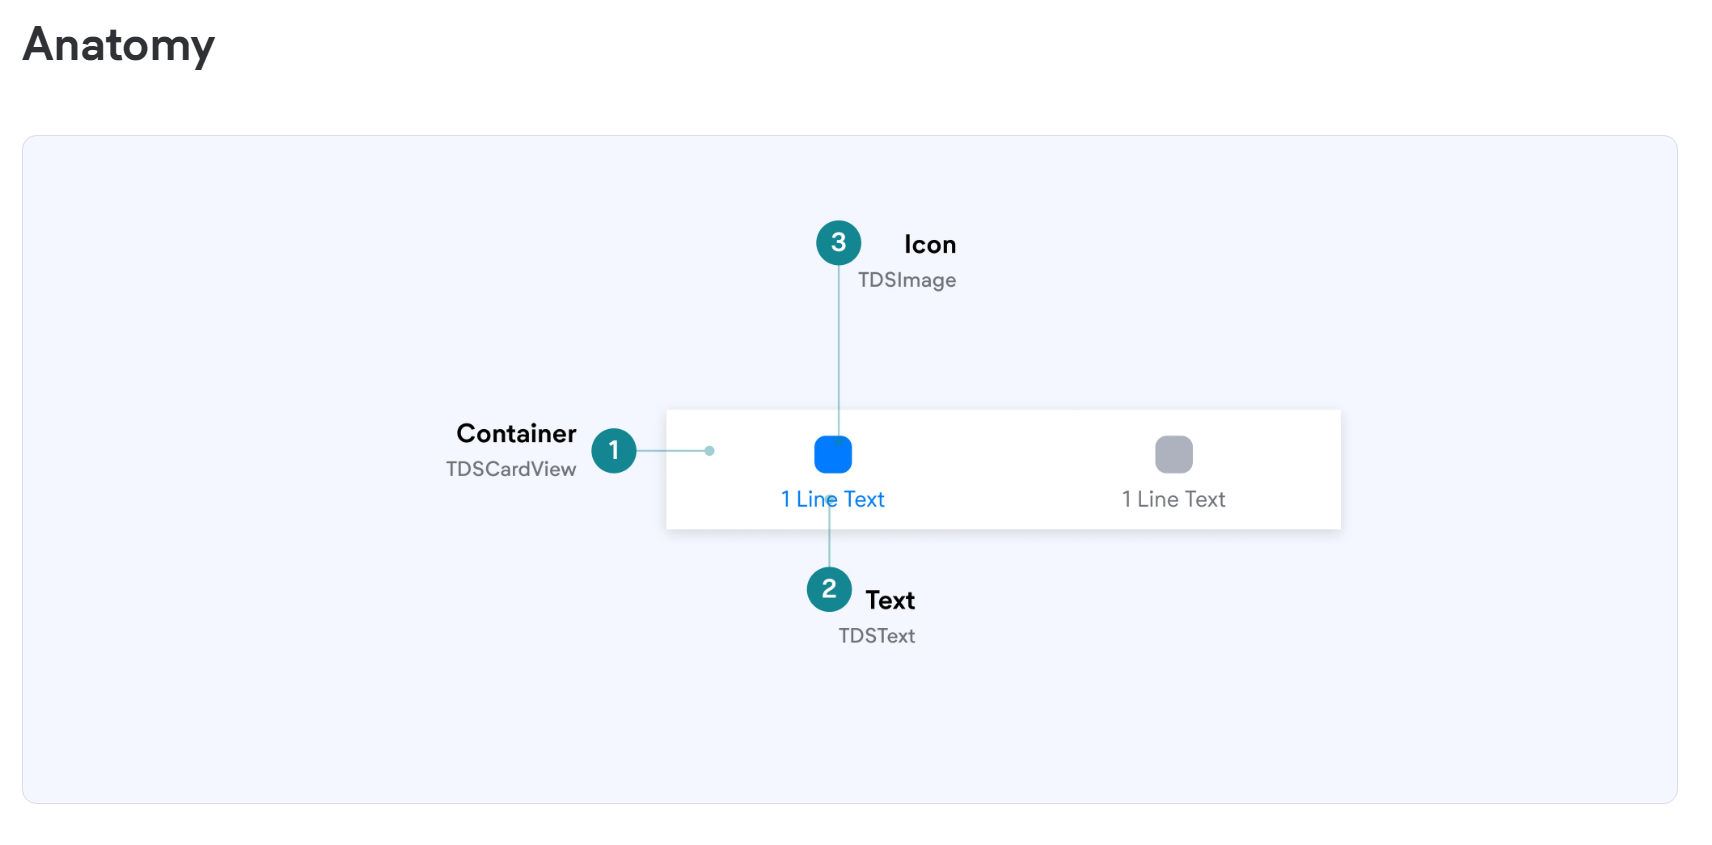 Anatomy
3
Icon
TDSImage
Container
TDSCardView
1
1 Line Text
1 Line Text
2
Text
TDSText